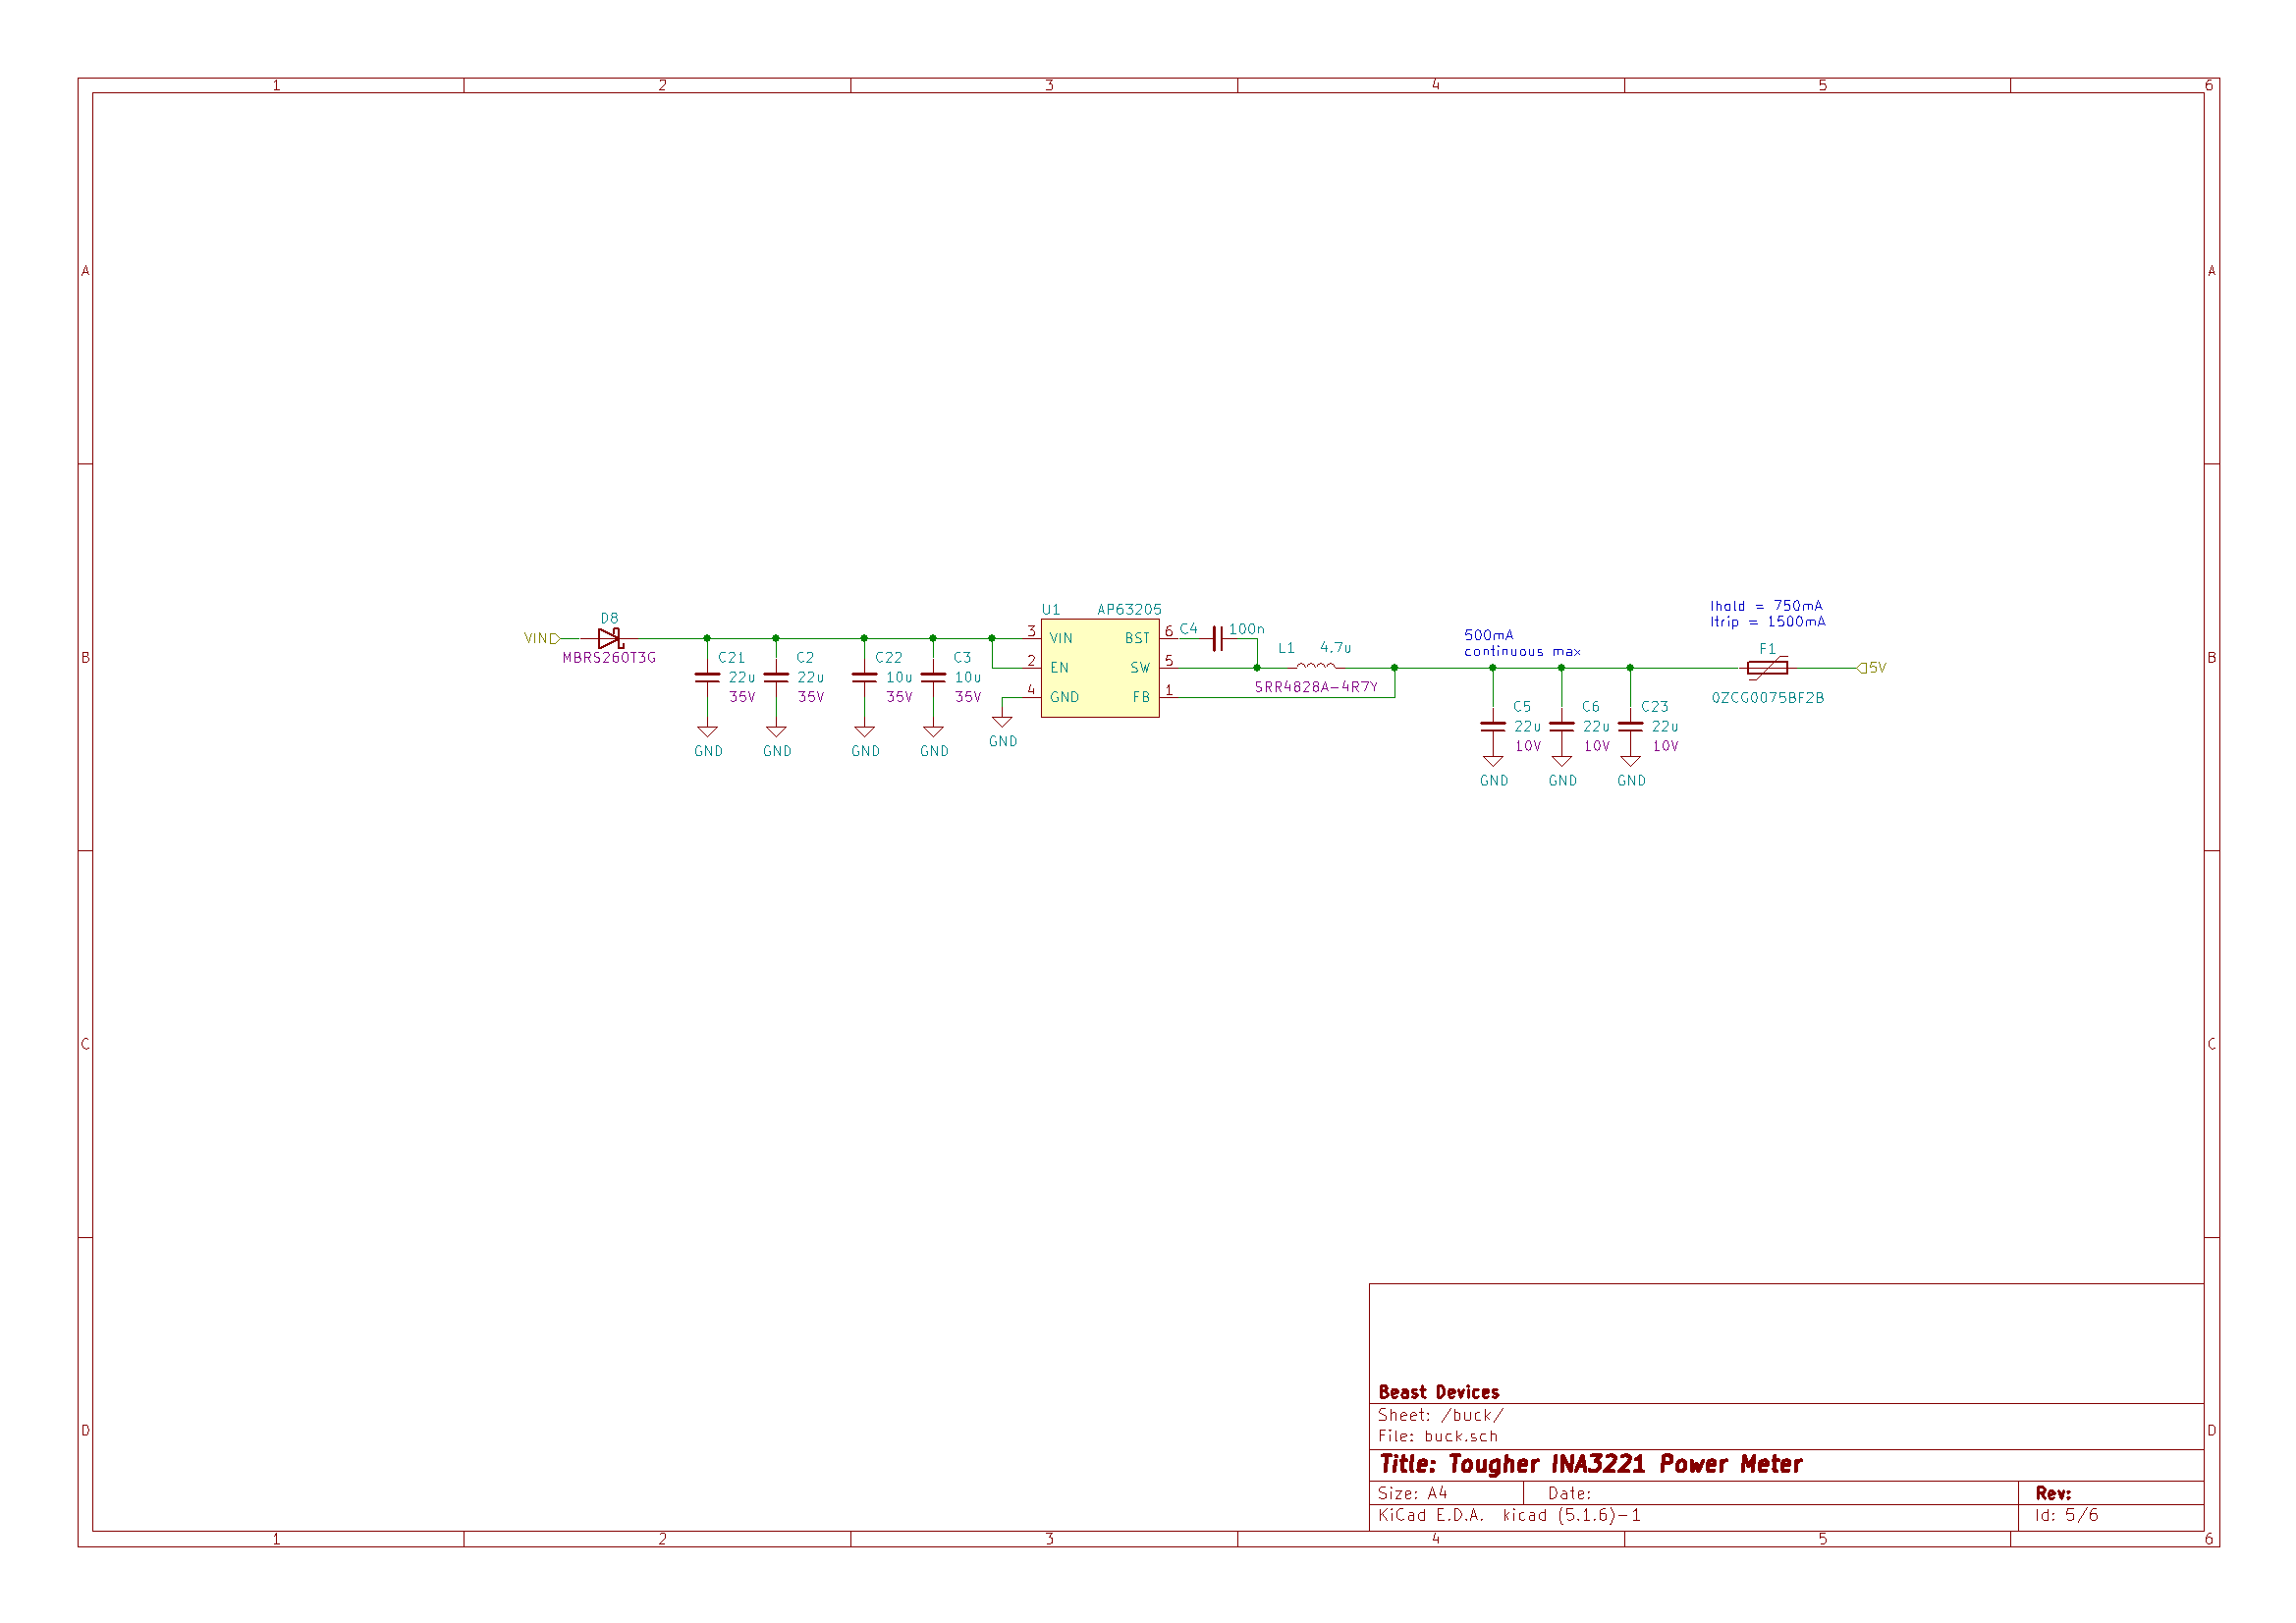 1 2 3 4 5 6
A A
B B
C C
D D
Ihold = 750mA
Itrip = 1500mA
U1 AP63205
D8
VIN
MBRS260T3G
C21
22u
35V
GND
C2
22u
35V
GND
C22
10u
35V
GND
C3
10u
35V
GND
3 VIN
2 EN
4 GND
GND
BST 6
SW 5
FB 1
C4 100n
L1 4.7u
SRR4828A-4R7Y
500mA
continuous max
C5
22u
10V
GND
C6
22u
10V
GND
C23
22u
10V
GND
F1
0ZCG0075BF2B
5V
Beast Devices
Sheet: /buck/
File: buck.sch
Title: Tougher INA3221 Power Meter
Size: A4 Date: Rev:
KiCad E.D.A. kicad (5.1.6)-1 Id: 5/6
1 2 3 4 5 6